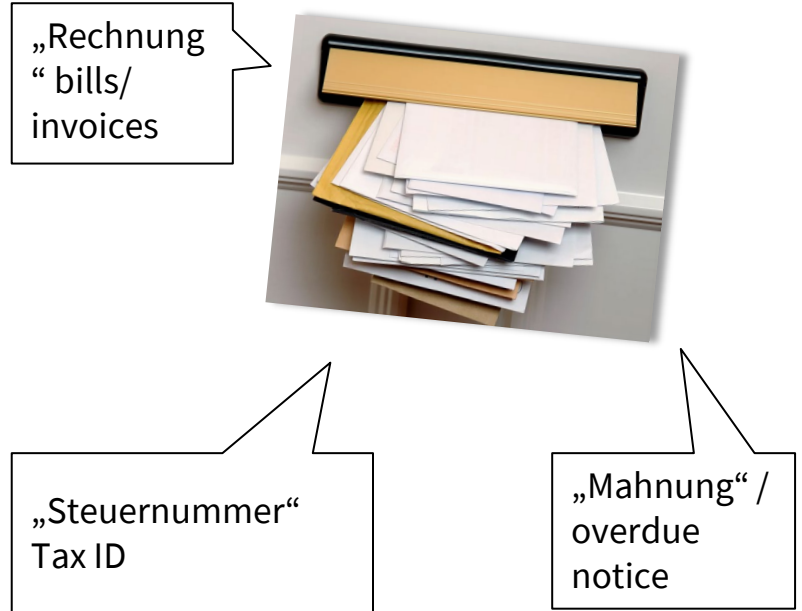 „Rechnung
“ bills/
invoices
„Steuernummer“
Tax ID
„Mahnung“ /
overdue
notice